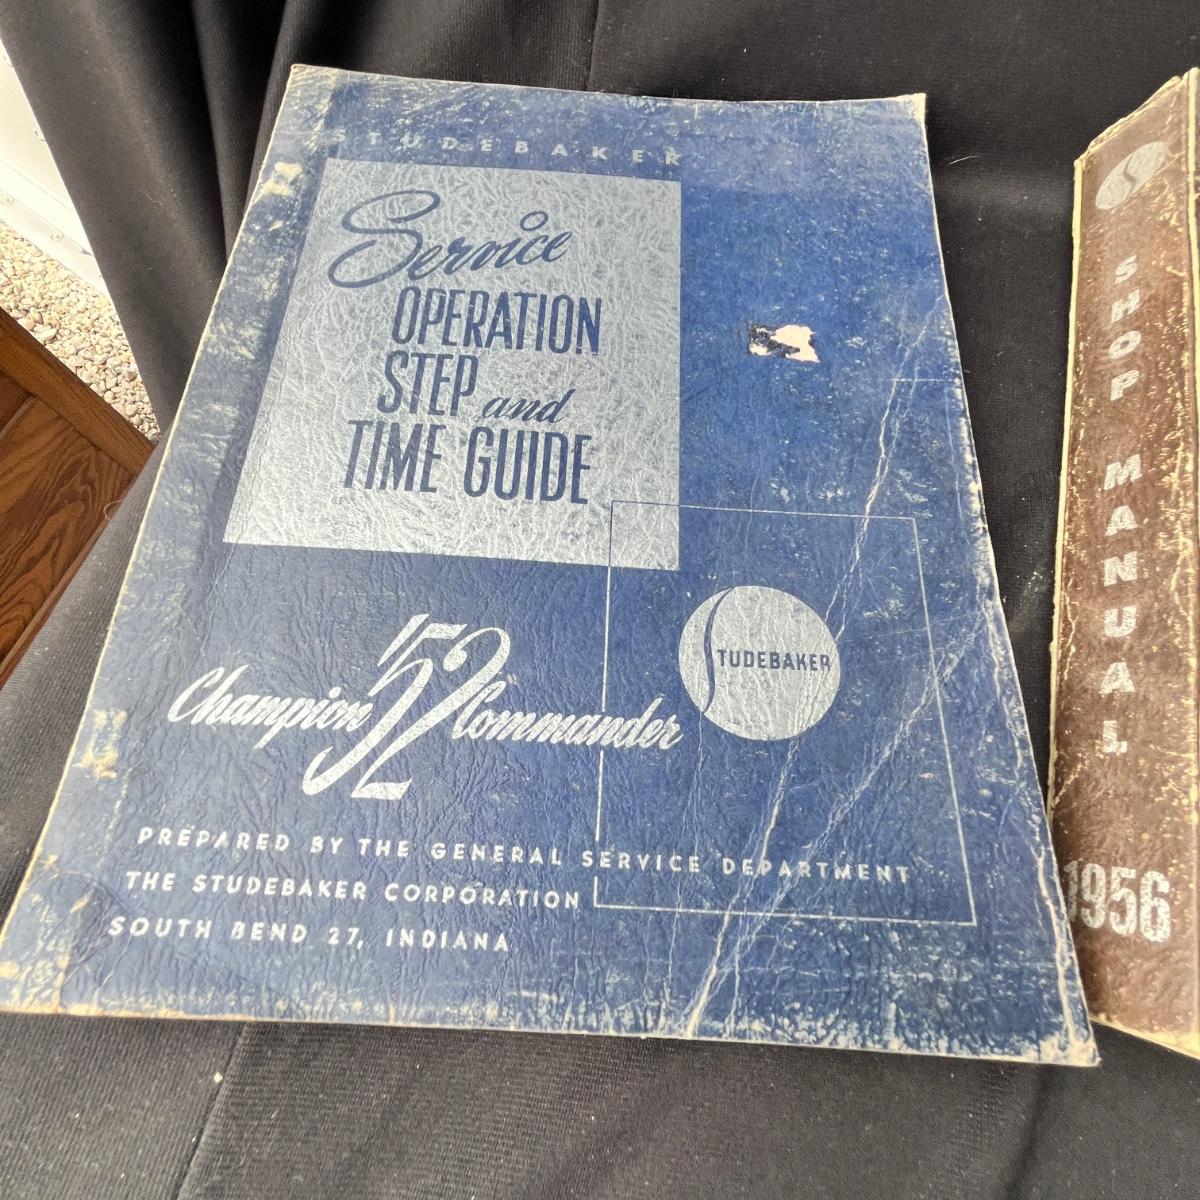 STUDEBAKER
Service
OPERATION
STEP and
TIME GUIDE
STUDEBAKER
Champion '52 Commander
PREPARED BY THE GENERAL SERVICE DEPARTMENT
THE STUDEBAKER CORPORATION
SOUTH BEND 27, INDIANA
S
SHOP MANUAL
1956